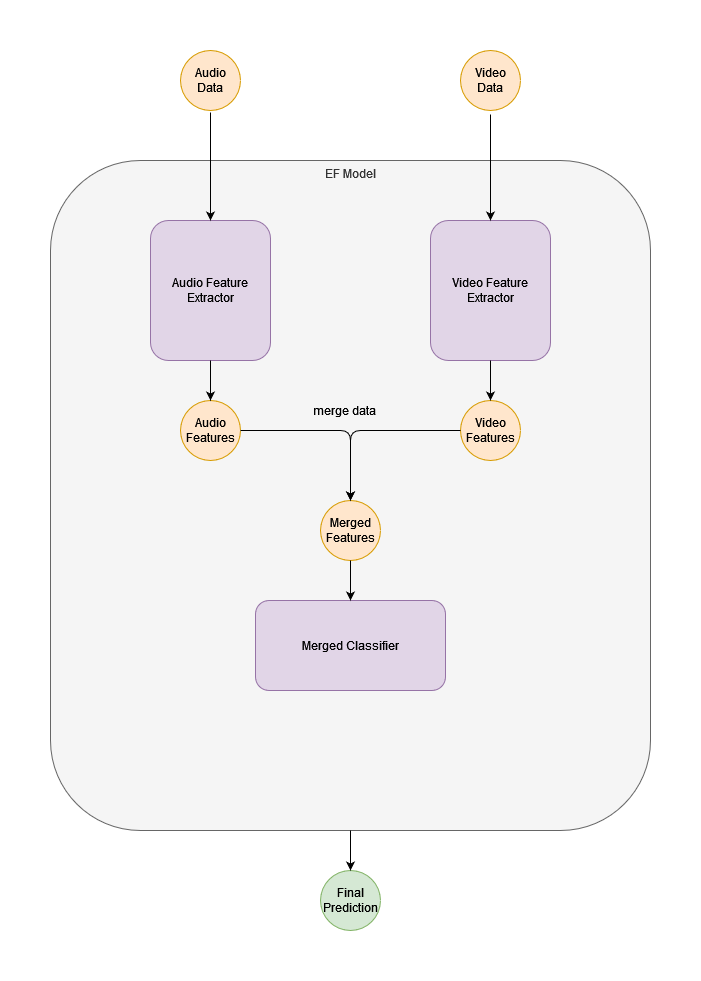 Audio
Data
Video
Data
EF Model
Audio Feature
Extractor
Video Feature
Extractor
merge data
Audio
Features
Video
Features
Merged
Features
Merged Classifier
Final
Prediction